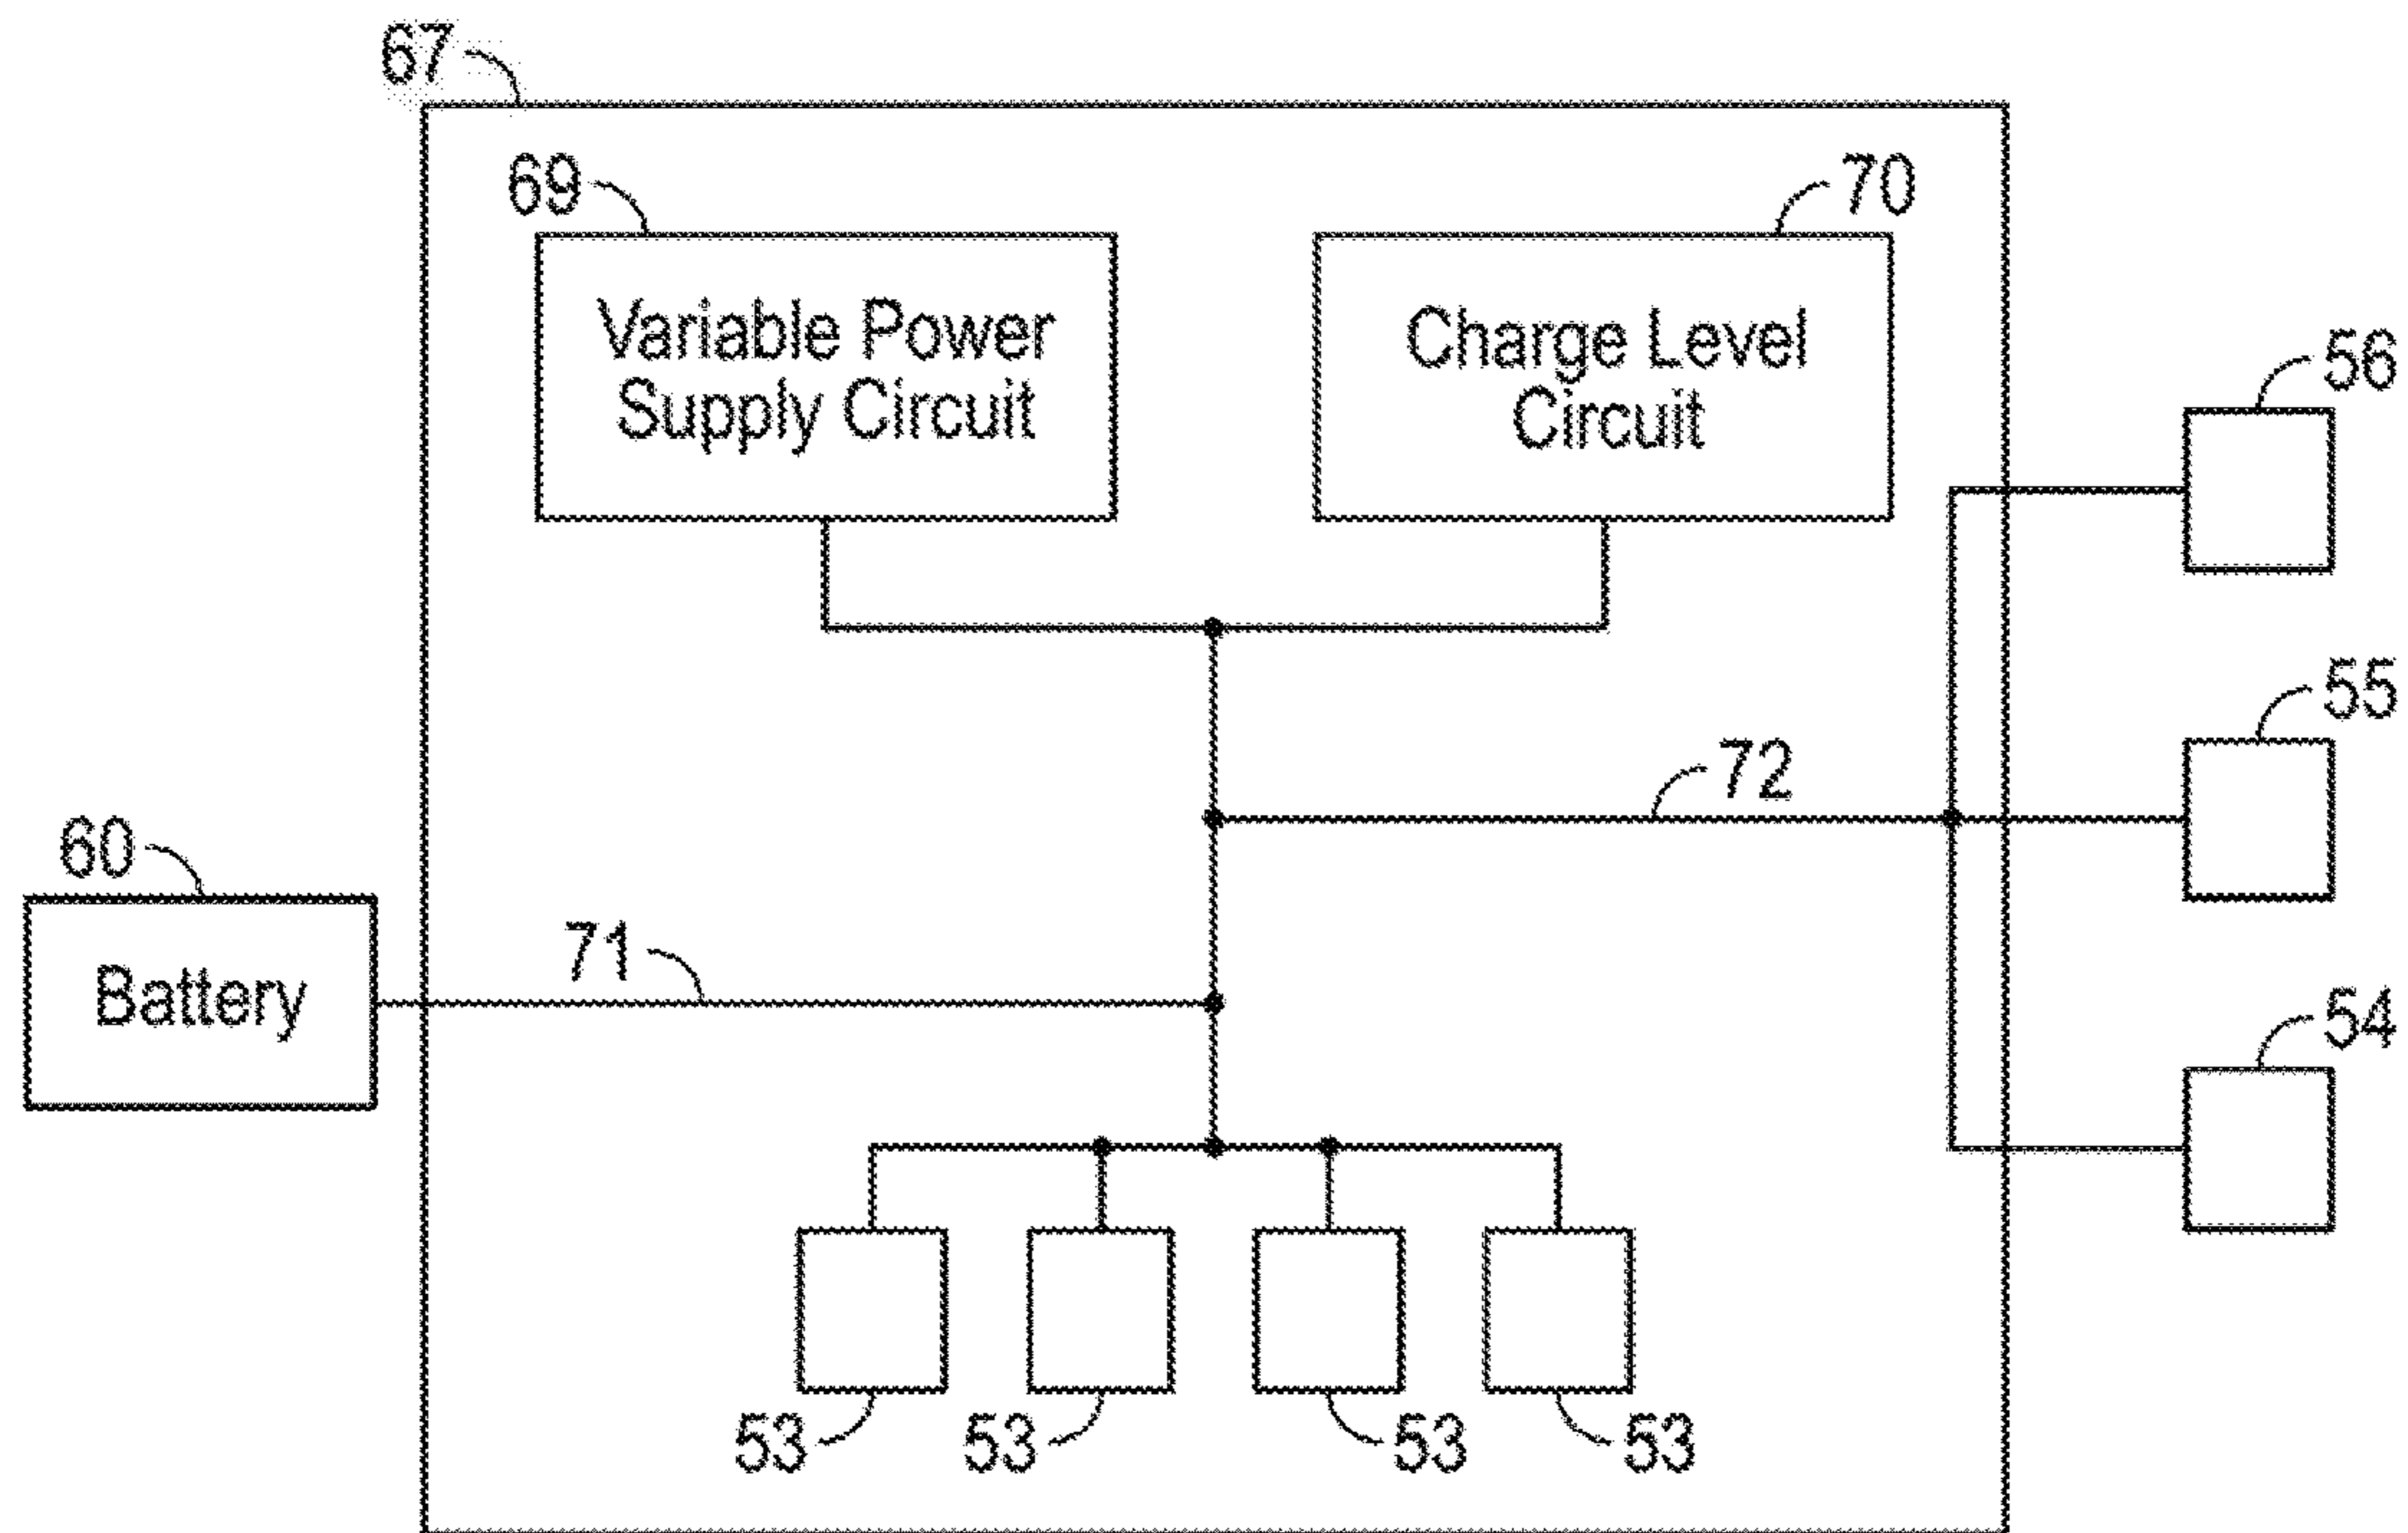 67
69
70
Variable Power
Supply Circuit
Charge Level
Circuit
56
55
72
60
71
Battery
54
53
53
53
53